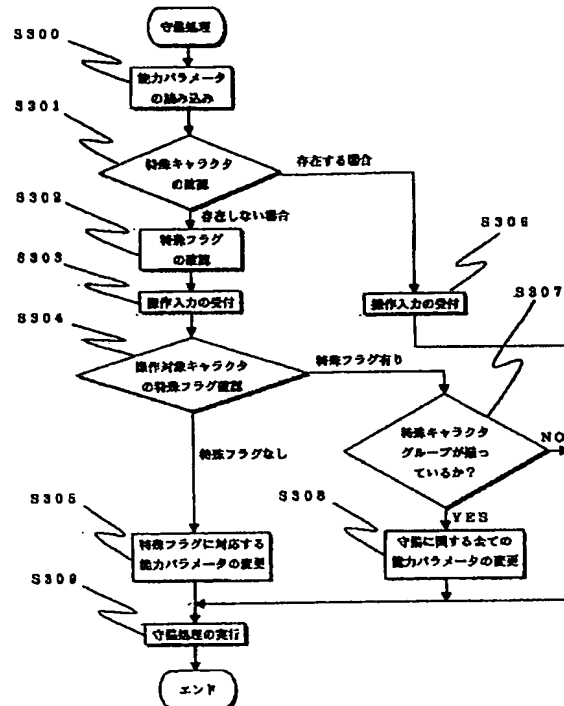 S300
守備処理
能力パラメータ
の読み込み
S301
特殊キャラクタ
の確認
存在する場合
S302
存在しない場合
特殊フラグ
の確認
S303
操作入力の受付
S306
操作入力の受付
S307
S304
操作対象キャラクタ
の特殊フラグ確認
特殊フラグ有り
特殊キャラクタ
グループが揃っ
ているか?
NO
特殊フラグなし
YES
S305
特殊フラグに対応する
能力パラメータの変更
S308
守備に関する全ての
能力パラメータの変更
S309
守備処理の実行
エンド